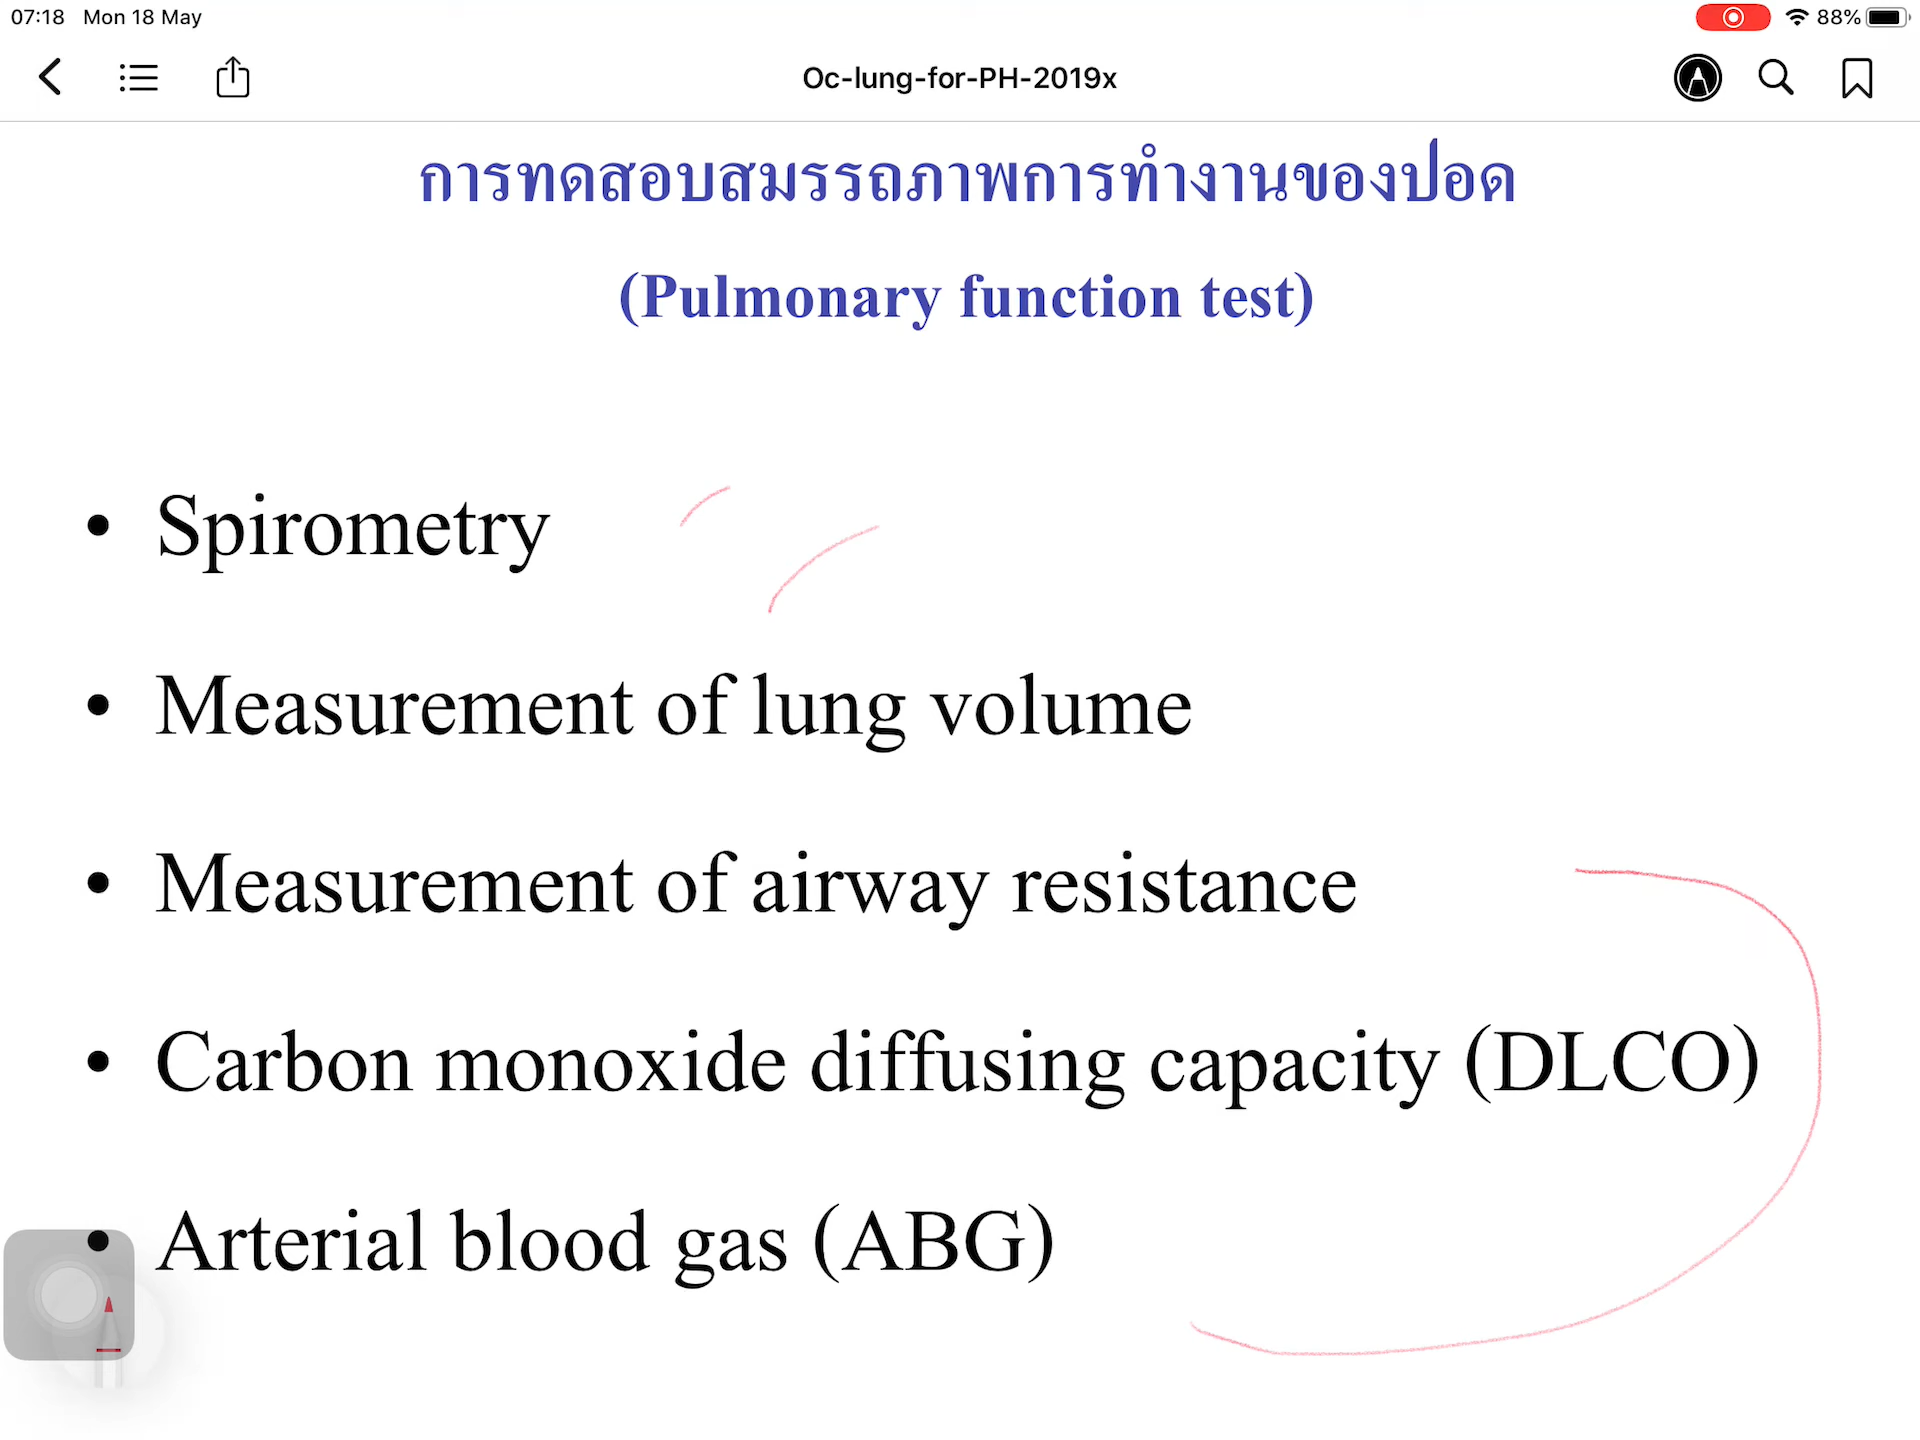 07:18 Mon 18 May 88%
Oc-lung-for-PH-2019x
การทดสอบสมรรถภาพการทำงานของปอด
(Pulmonary function test)
• Spirometry
• Measurement of lung volume
• Measurement of airway resistance
• Carbon monoxide diffusing capacity (DLCO)
• Arterial blood gas (ABG)